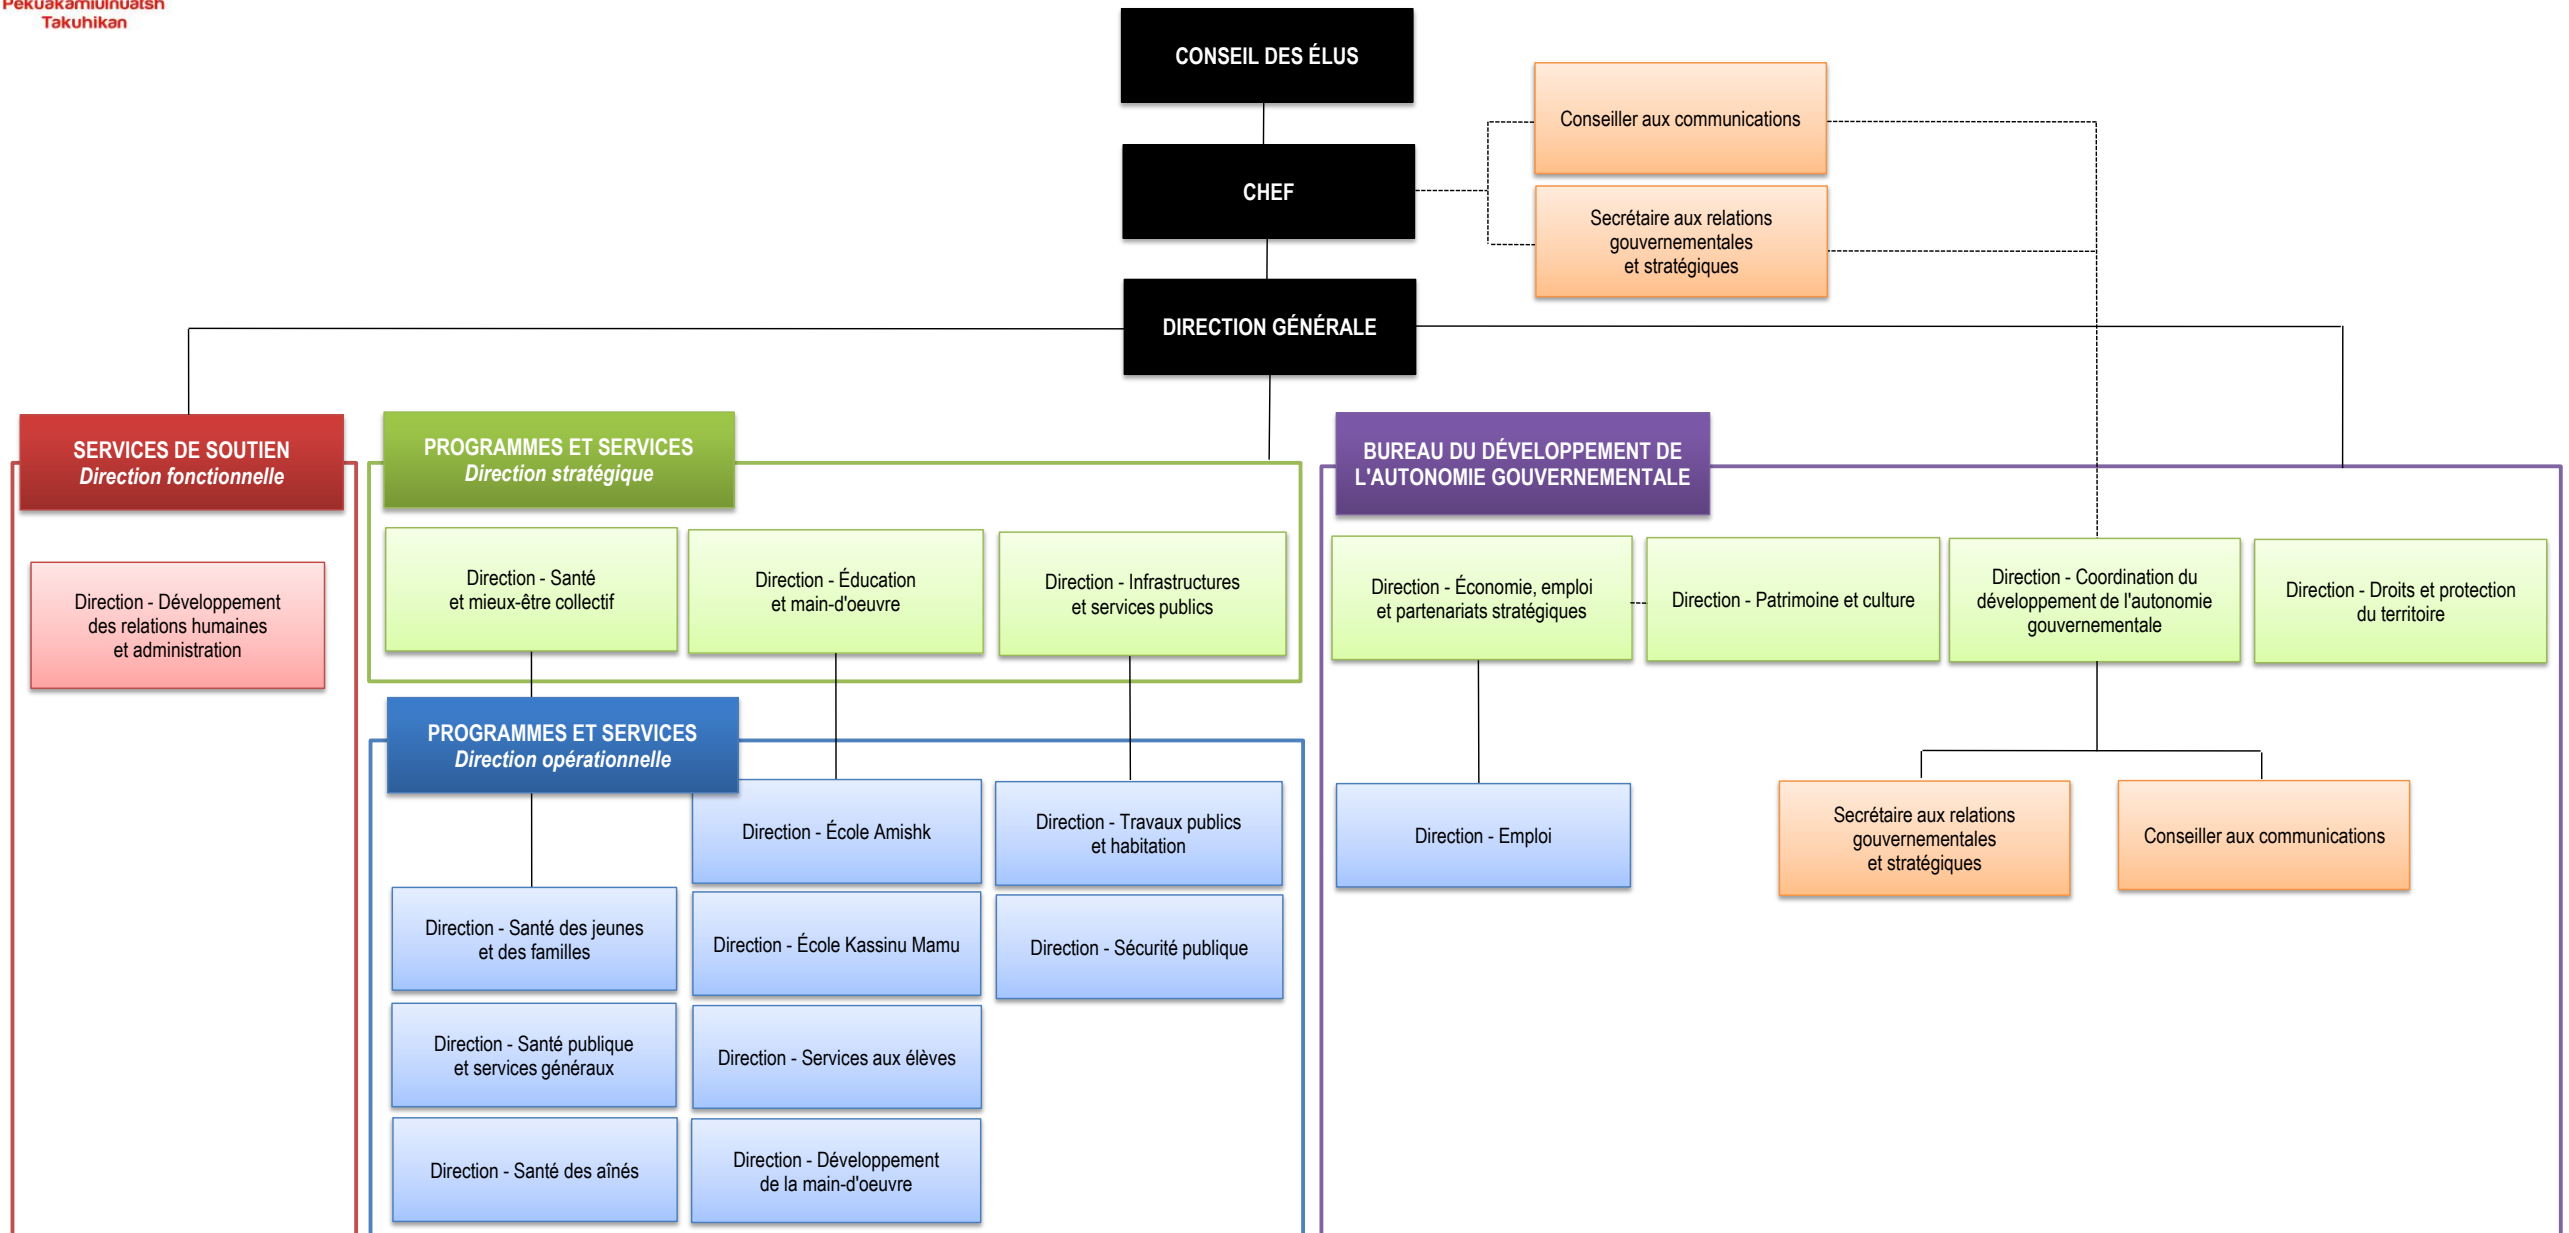 Pekuakamiulnuatsh
Takuhikan
CONSEIL DES ÉLUS
Conseiller aux communications
CHEF
Secrétaire aux relations
gouvernementales
et stratégiques
DIRECTION GÉNÉRALE
SERVICES DE SOUTIEN
Direction fonctionnelle
PROGRAMMES ET SERVICES
Direction stratégique
BUREAU DU DÉVELOPPEMENT DE
L'AUTONOMIE GOUVERNEMENTALE
Direction - Développement
des relations humaines
et administration
Direction - Santé
et mieux-être collectif
Direction - Éducation
et main-d'oeuvre
Direction - Infrastructures
et services publics
Direction - Économie, emploi
et partenariats stratégiques
Direction - Patrimoine et culture
Direction - Coordination du
développement de l'autonomie
gouvernementale
Direction - Droits et protection
du territoire
PROGRAMMES ET SERVICES
Direction opérationnelle
Direction - École Amishk
Direction - Travaux publics
et habitation
Direction - Emploi
Secrétaire aux relations
gouvernementales
et stratégiques
Conseiller aux communications
Direction - Santé des jeunes
et des familles
Direction - École Kassinu Mamu
Direction - Sécurité publique
Direction - Santé publique
et services généraux
Direction - Services aux élèves
Direction - Santé des aînés
Direction - Développement
de la main-d'oeuvre